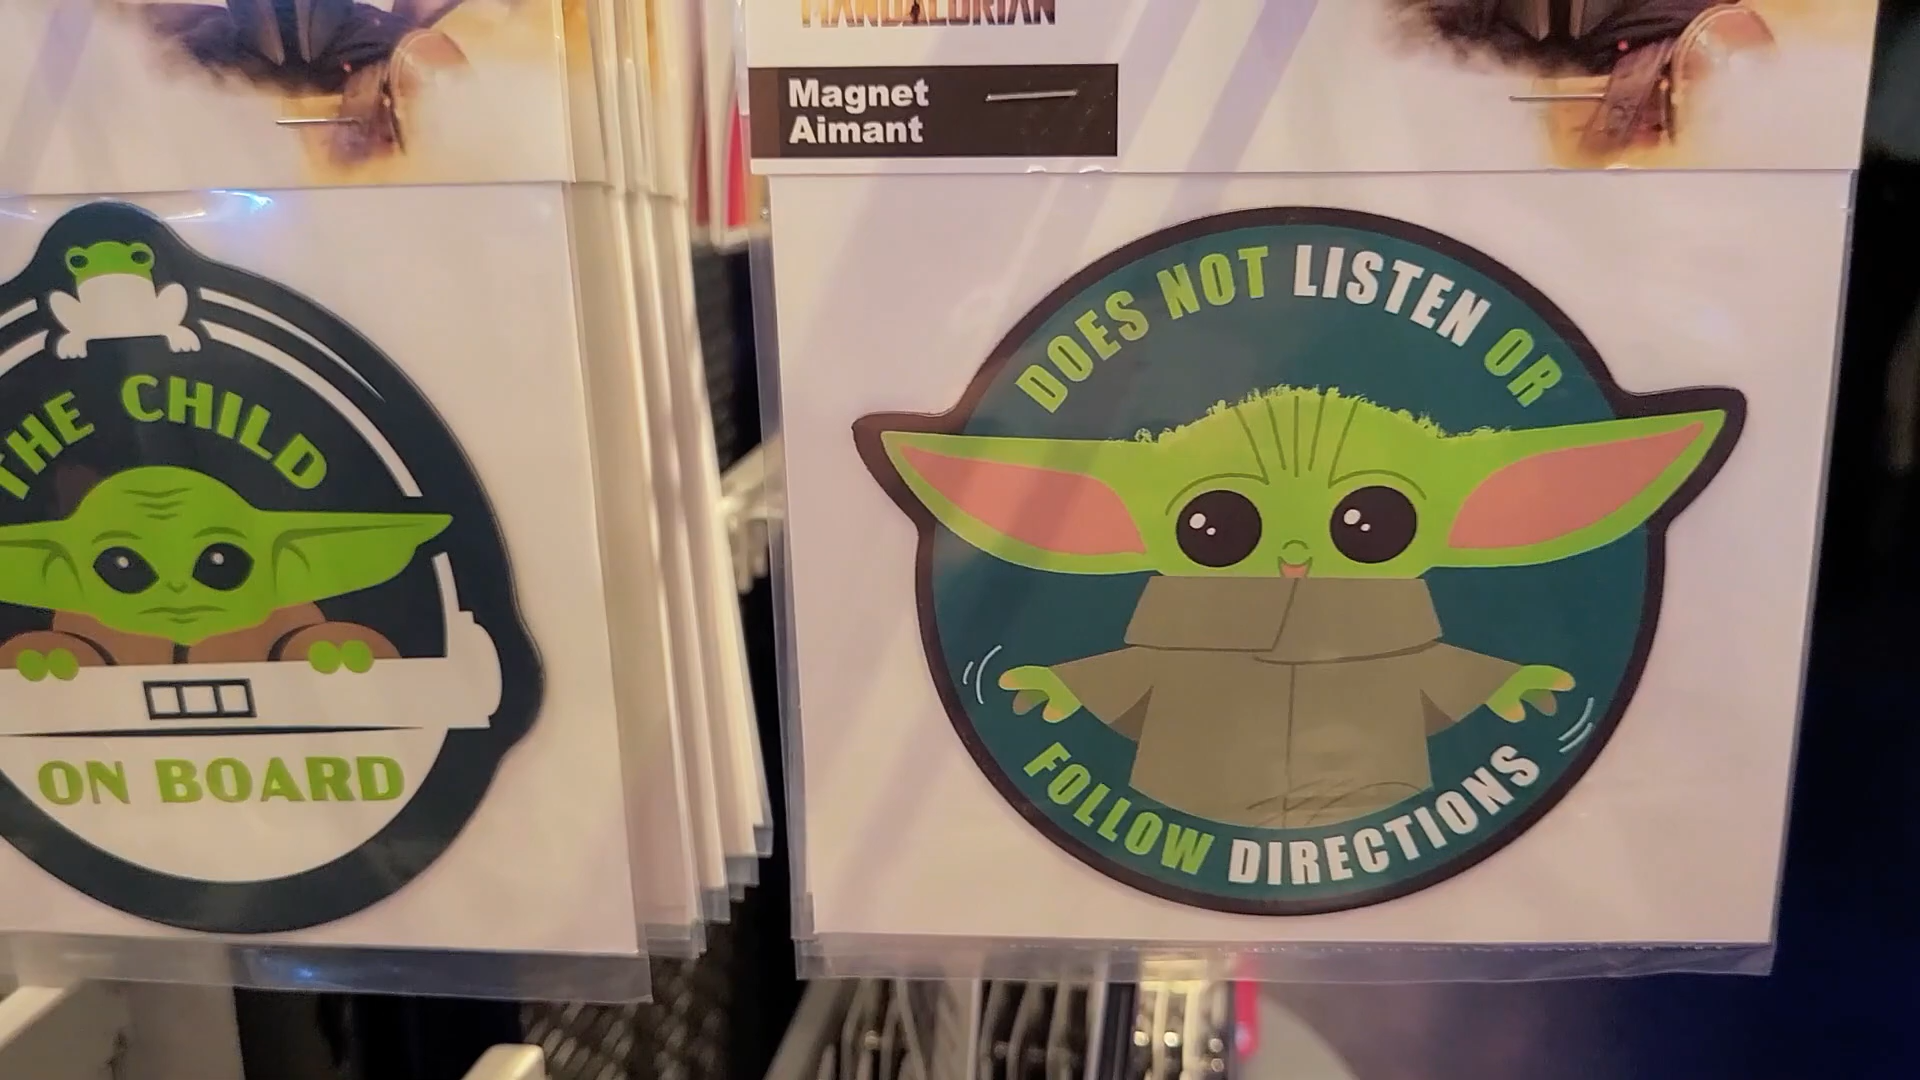 MANDALORIAN
Magnet
Aimant
THE CHILD
ON BOARD
DOES NOT LISTEN OR
FOLLOW DIRECTIONS